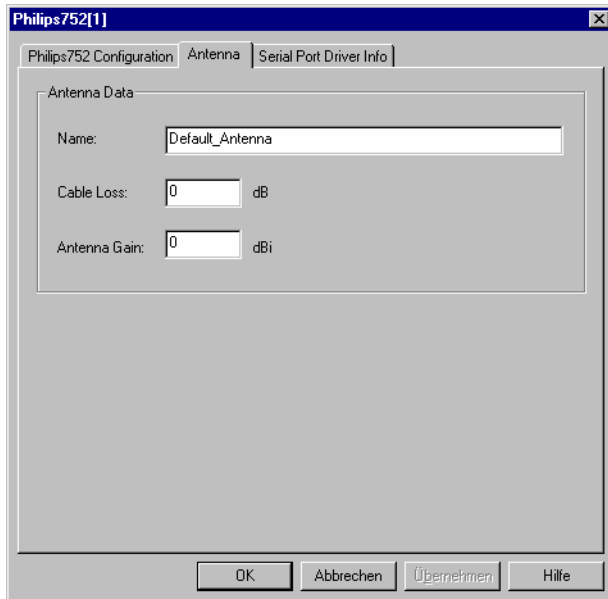 Philips752[1]
Philips752 Configuration Antenna Serial Port Driver Info
Antenna Data
Name: Default_Antenna
Cable Loss: 0 dB
Antenna Gain: 0 dBi
OK Abbrechen Übernehmen Hilfe